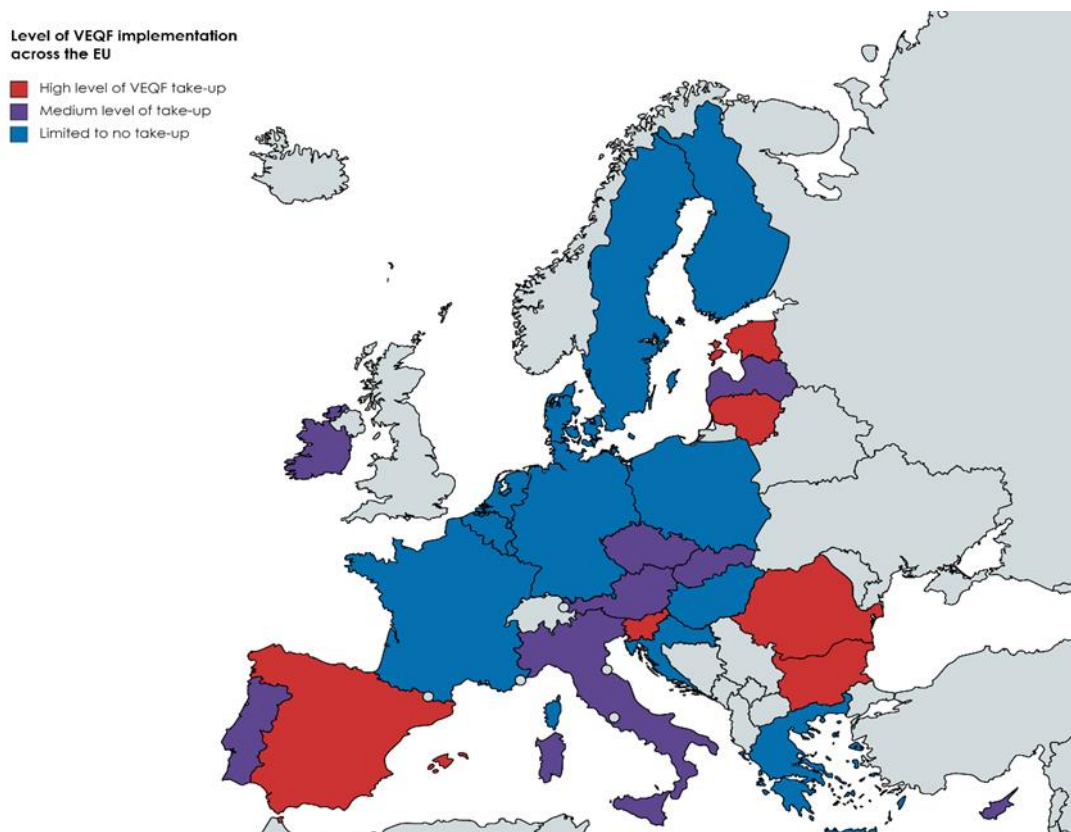 Level of VEQF implementation
across the EU
High level of VEQF take-up
Medium level of take-up
Limited to no take-up